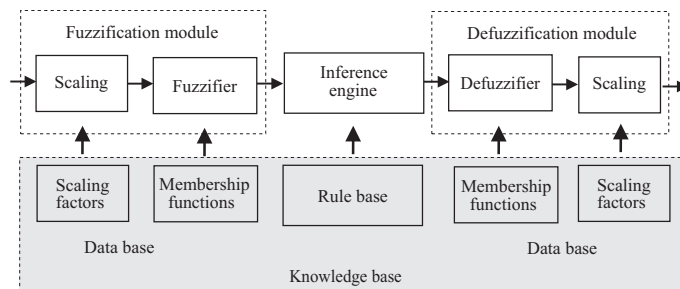 Fuzzification module
Defuzzification module
Scaling
Fuzzifier
Inference
engine
Defuzzifier
Scaling
Scaling
factors
Membership
functions
Rule base
Membership
functions
Scaling
factors
Data base
Data base
Knowledge base